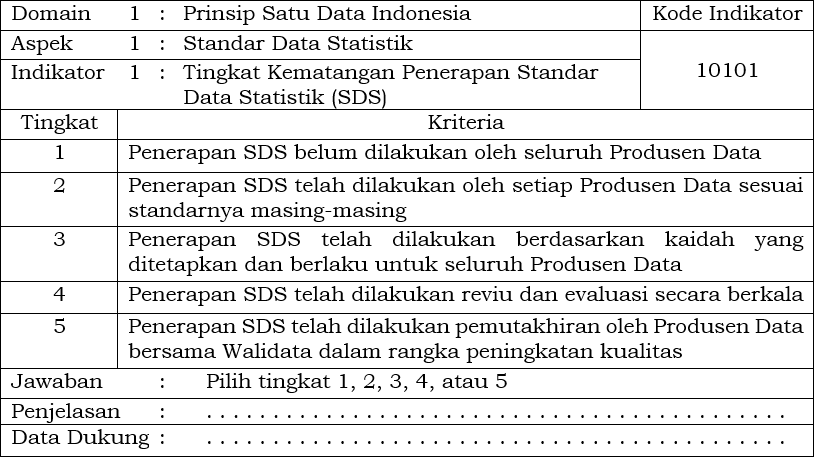 Domain 1 : Prinsip Satu Data Indonesia Kode Indikator
Aspek 1 : Standar Data Statistik
Indikator 1 : Tingkat Kematangan Penerapan Standar
Data Statistik (SDS)
10101
Tingkat Kriteria
1 Penerapan SDS belum dilakukan oleh seluruh Produsen Data
2 Penerapan SDS telah dilakukan oleh setiap Produsen Data sesuai
standarnya masing-masing
3 Penerapan SDS telah dilakukan berdasarkan kaidah yang
ditetapkan dan berlaku untuk seluruh Produsen Data
4 Penerapan SDS telah dilakukan reviu dan evaluasi secara berkala
5 Penerapan SDS telah dilakukan pemutakhiran oleh Produsen Data
bersama Walidata dalam rangka peningkatan kualitas
Jawaban : Pilih tingkat 1, 2, 3, 4, atau 5
Penjelasan : . . . . . . . . . . . . . . . . . . . . . . . . . . . . . . . . . . . . . . . . . . . .
Data Dukung : . . . . . . . . . . . . . . . . . . . . . . . . . . . . . . . . . . . . . . . . . . . .